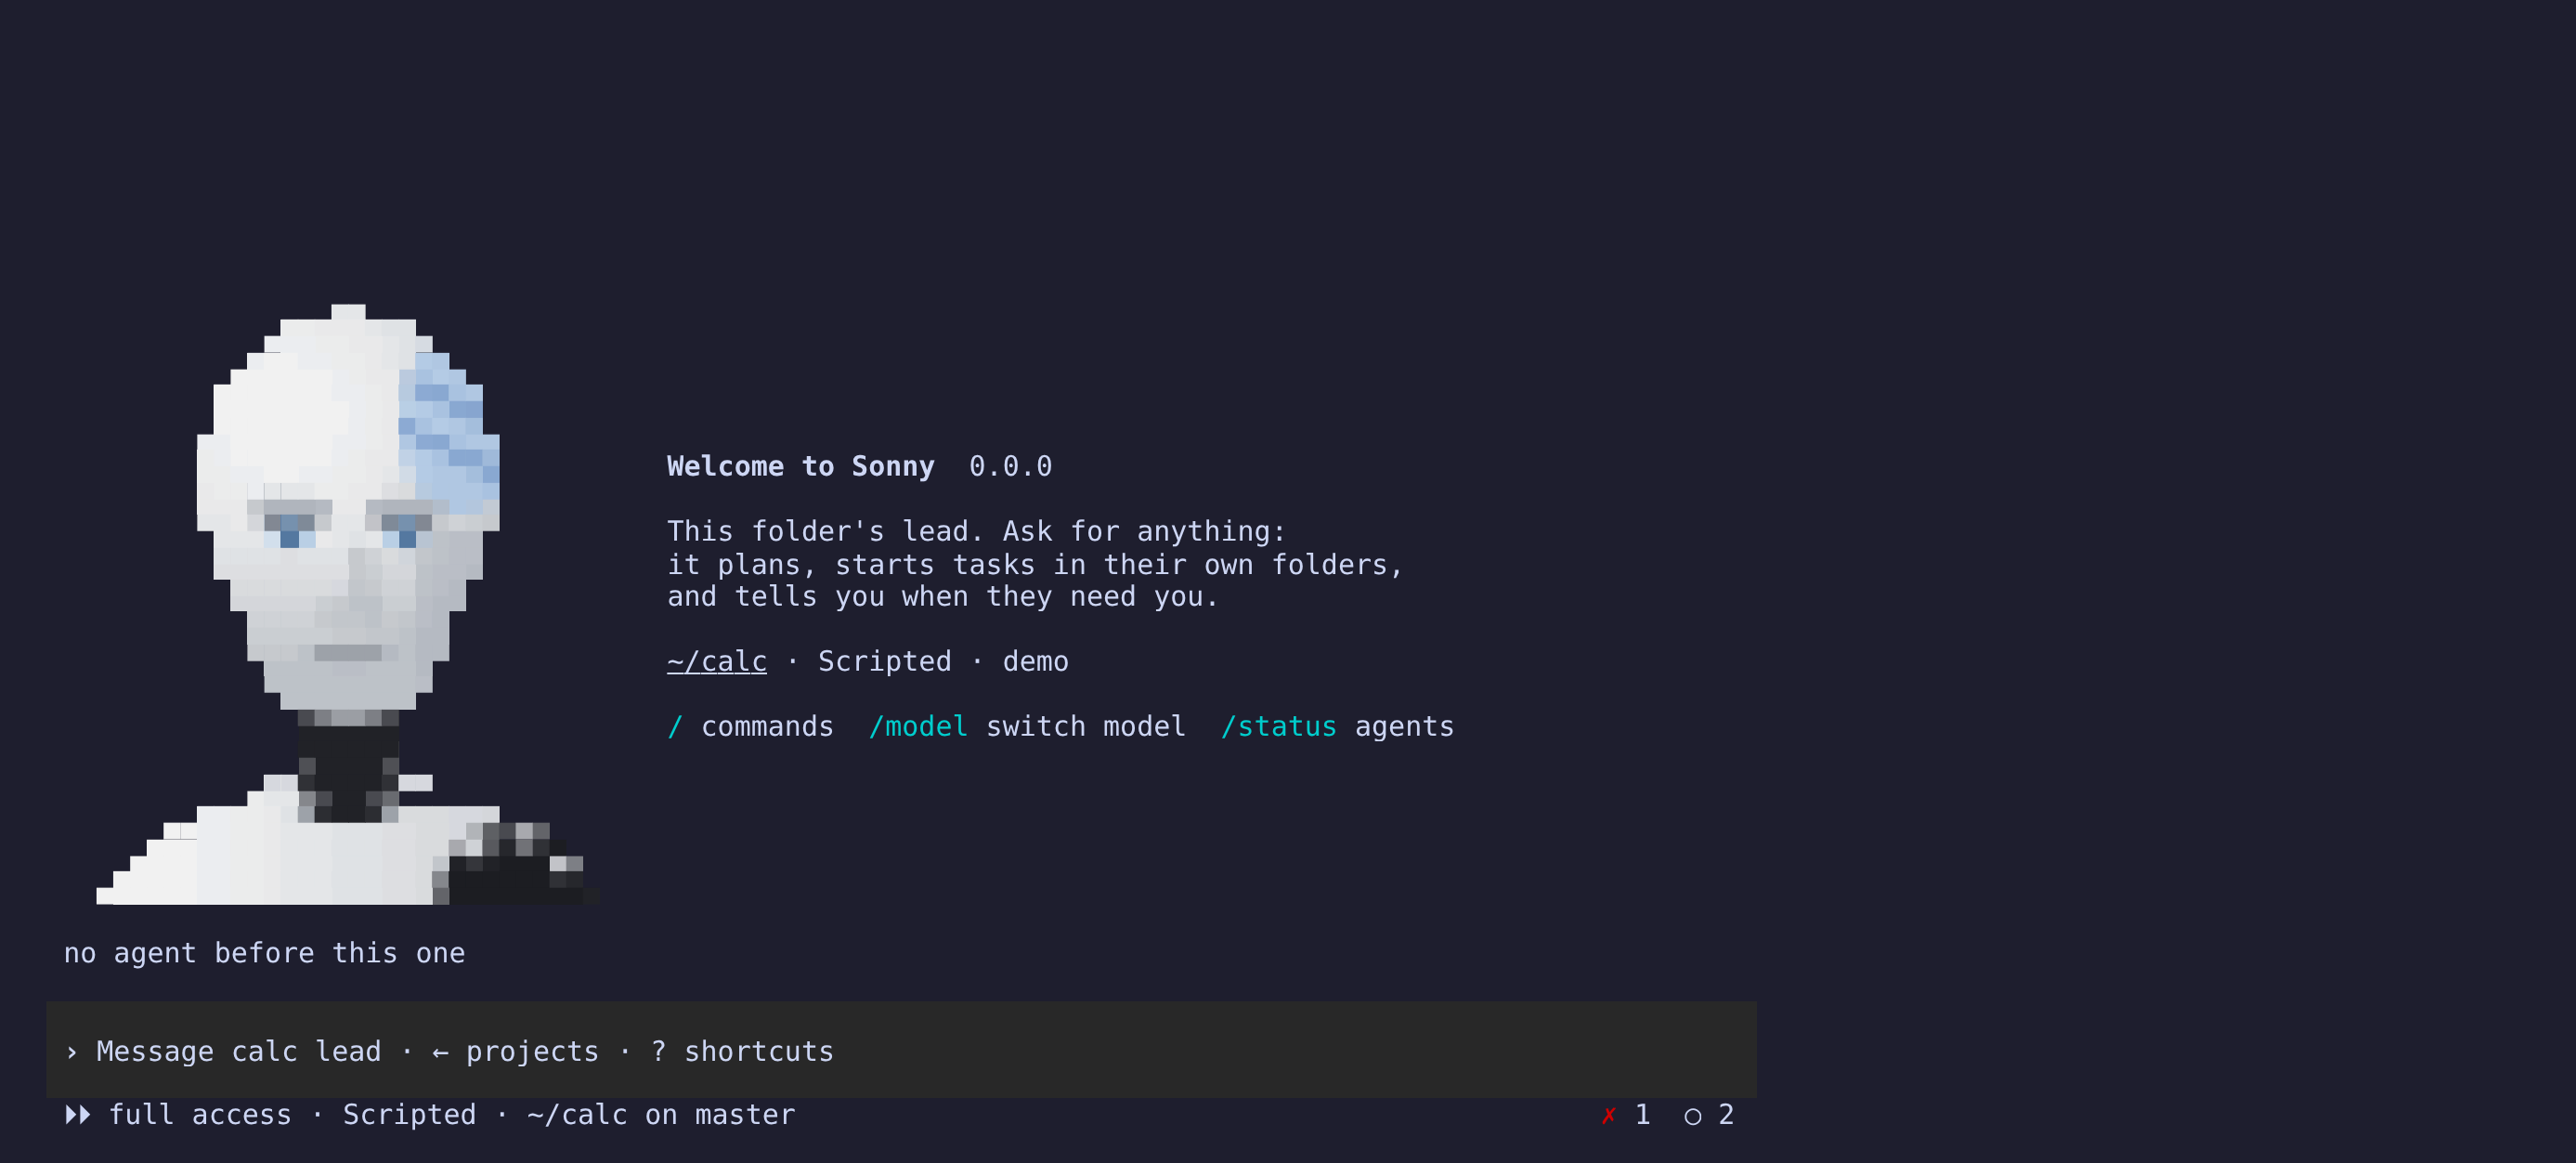 Welcome to Sonny  0.0.0
This folder's lead. Ask for anything:
it plans, starts tasks in their own folders,
and tells you when they need you.
~/calc · Scripted · demo
/ commands  /model switch model  /status agents
no agent before this one
› Message calc lead · ← projects · ? shortcuts
⏵⏵ full access · Scripted · ~/calc on master  ✗ 1  ○ 2